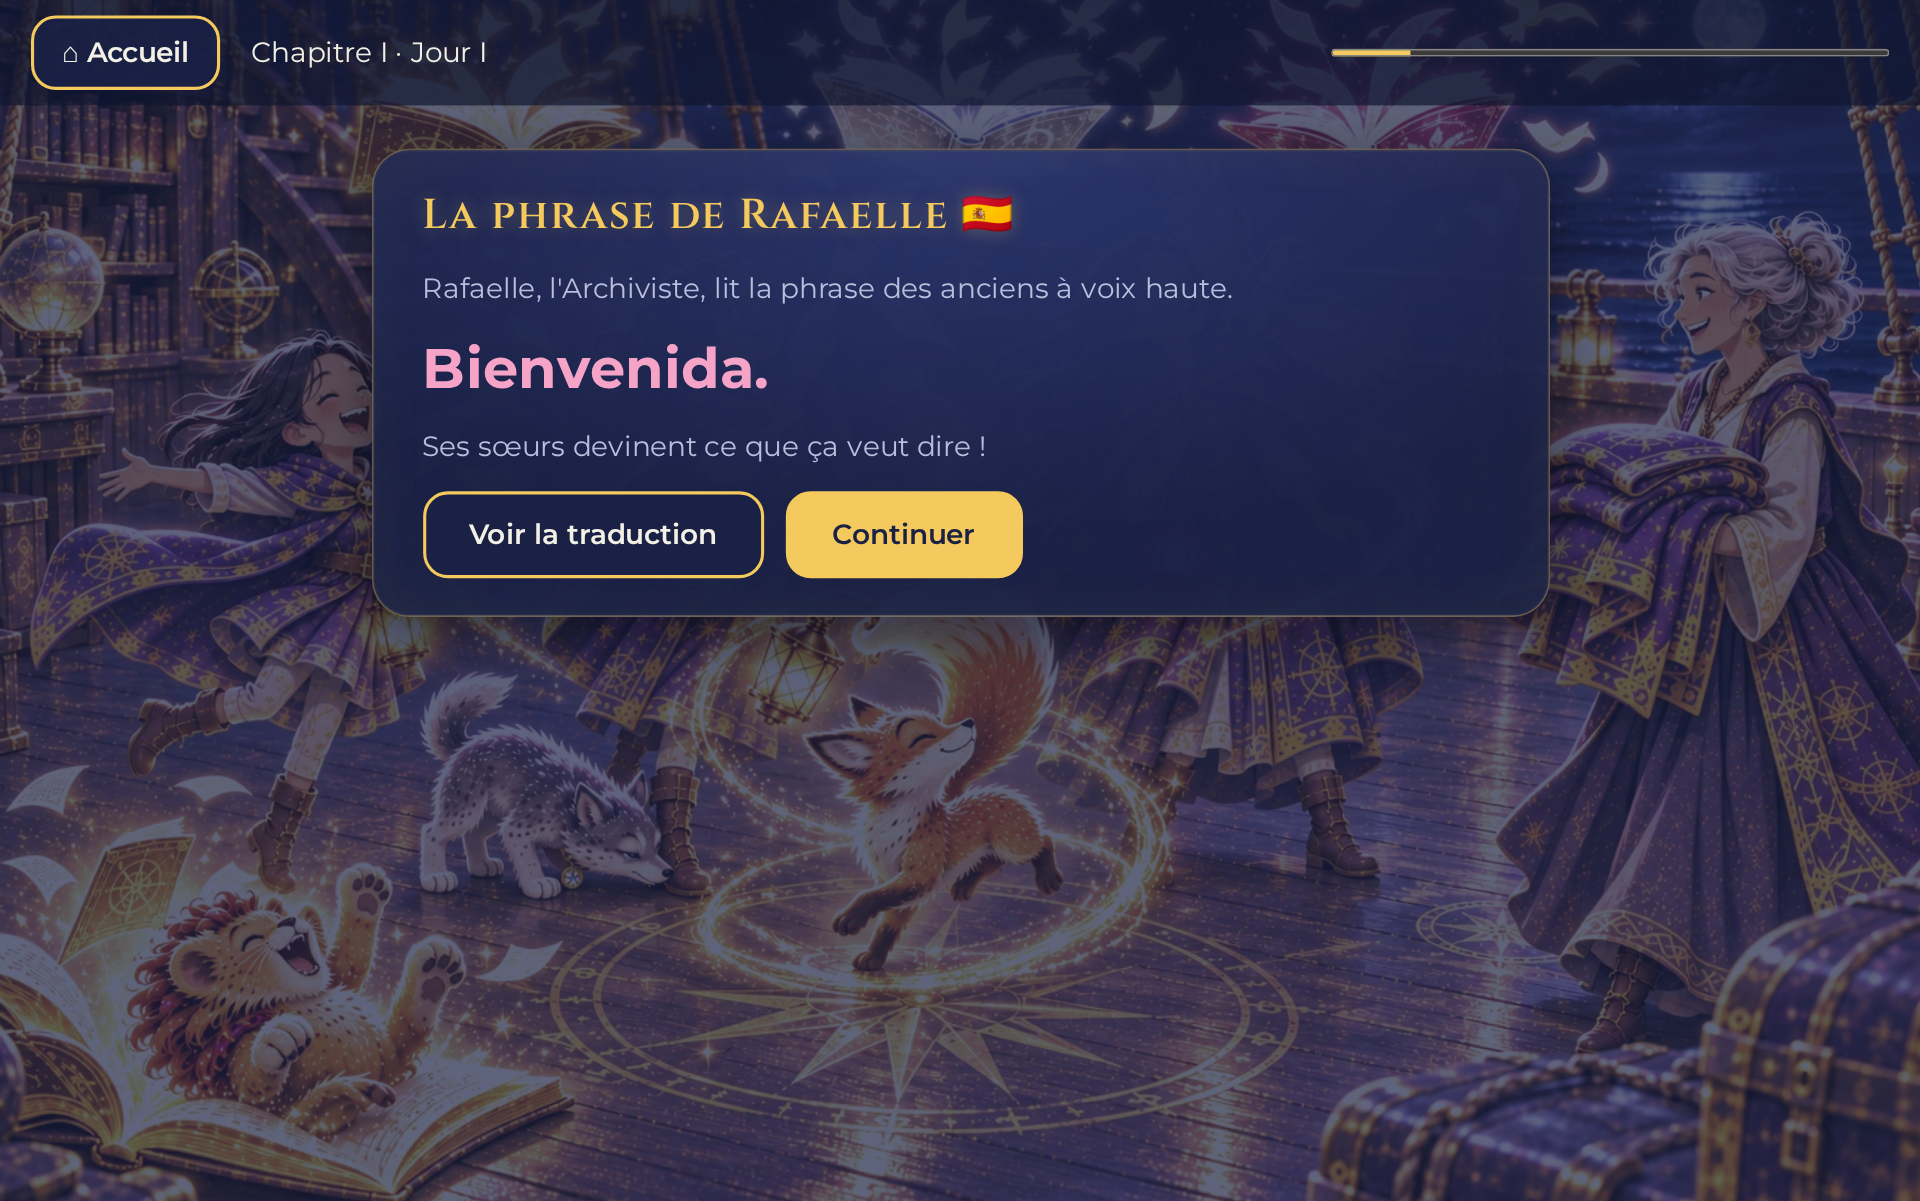 ⌂ Accueil
Chapitre I · Jour I
La phrase de Rafaelle 🇪🇸
Rafaelle, l'Archiviste, lit la phrase des anciens à voix haute.
Bienvenida.
Ses sœurs devinent ce que ça veut dire !
Voir la traduction
Continuer